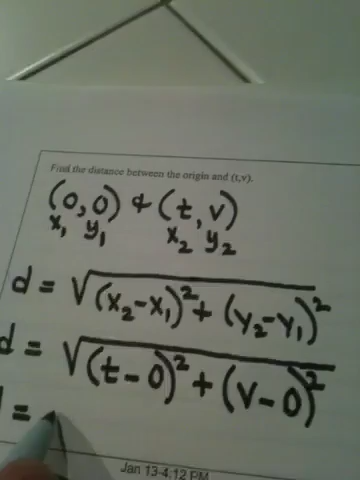 Find the distance between the origin and (t,v).
(0,0) & (t,v)
x₁ y₁ x₂ y₂
d = √(x₂-x₁)²+(y₂-y₁)²
d = √(t-0)²+(v-0)²
d =
Jan 13-4:12 PM